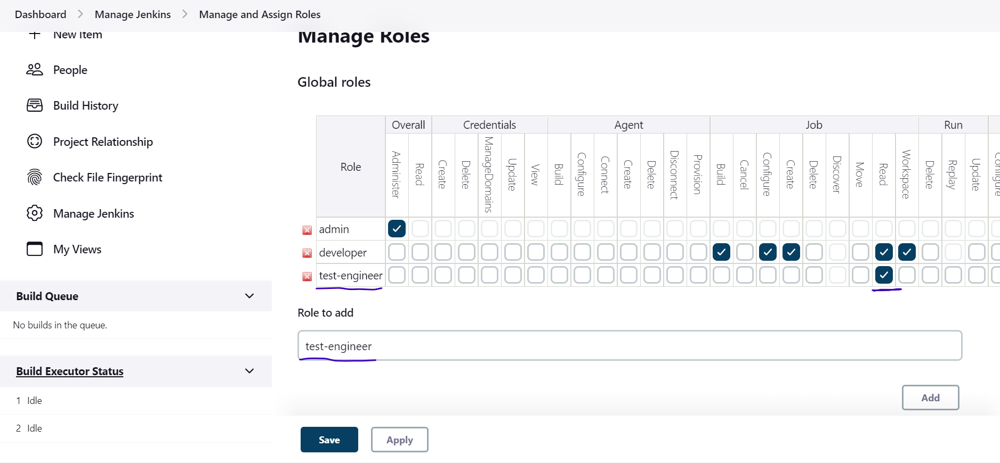 Dashboard > Manage Jenkins > Manage and Assign Roles
New Item
People
Build History
Project Relationship
Check File Fingerprint
Manage Jenkins
My Views
Build Queue
No builds in the queue.
Build Executor Status
1 Idle
2 Idle
Manage Roles
Global roles
Role
Overall
Credentials
Agent
Job
Run
Administer
Read
Create
Delete
ManageDomains
Update
View
Build
Configure
Connect
Create
Delete
Disconnect
Provision
Build
Cancel
Configure
Create
Delete
Discover
Move
Read
Workspace
Delete
Replay
Update
Configure
admin
developer
test-engineer
Role to add
test-engineer
Add
Save
Apply